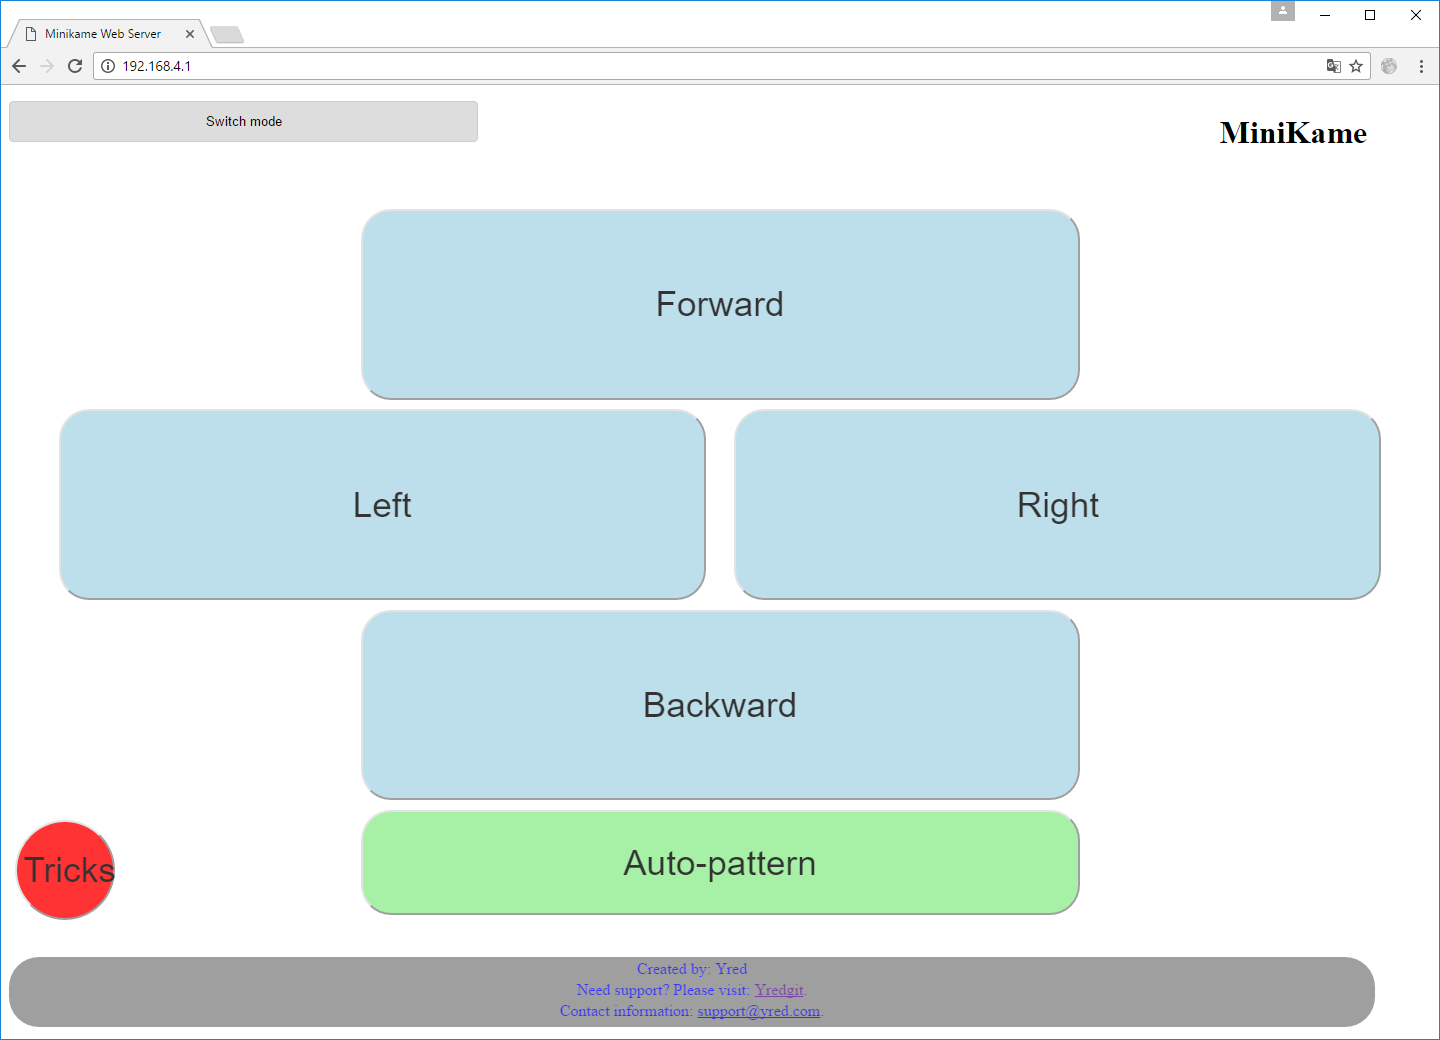 Minikame Web Server
192.168.4.1
Switch mode
MiniKame
Forward
Left
Right
Backward
Tricks
Auto-pattern
Created by: Yred
Need support? Please visit: Yredgit.
Contact information: support@yred.com.